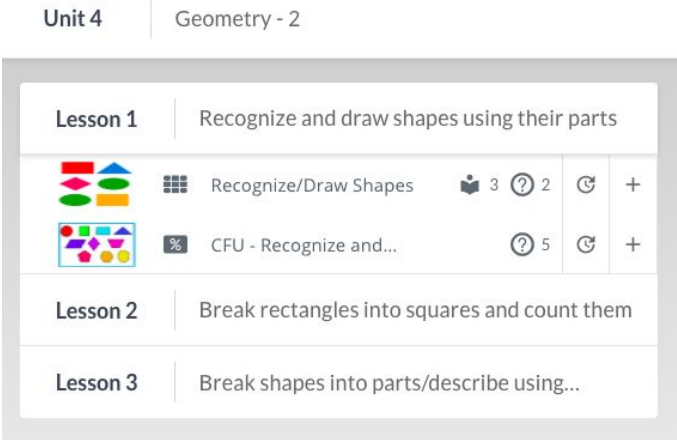 Unit 4 Geometry - 2
Lesson 1 Recognize and draw shapes using their parts
Recognize/Draw Shapes 3 ? 2 +
% CFU - Recognize and... ? 5 +
Lesson 2 Break rectangles into squares and count them
Lesson 3 Break shapes into parts/describe using...